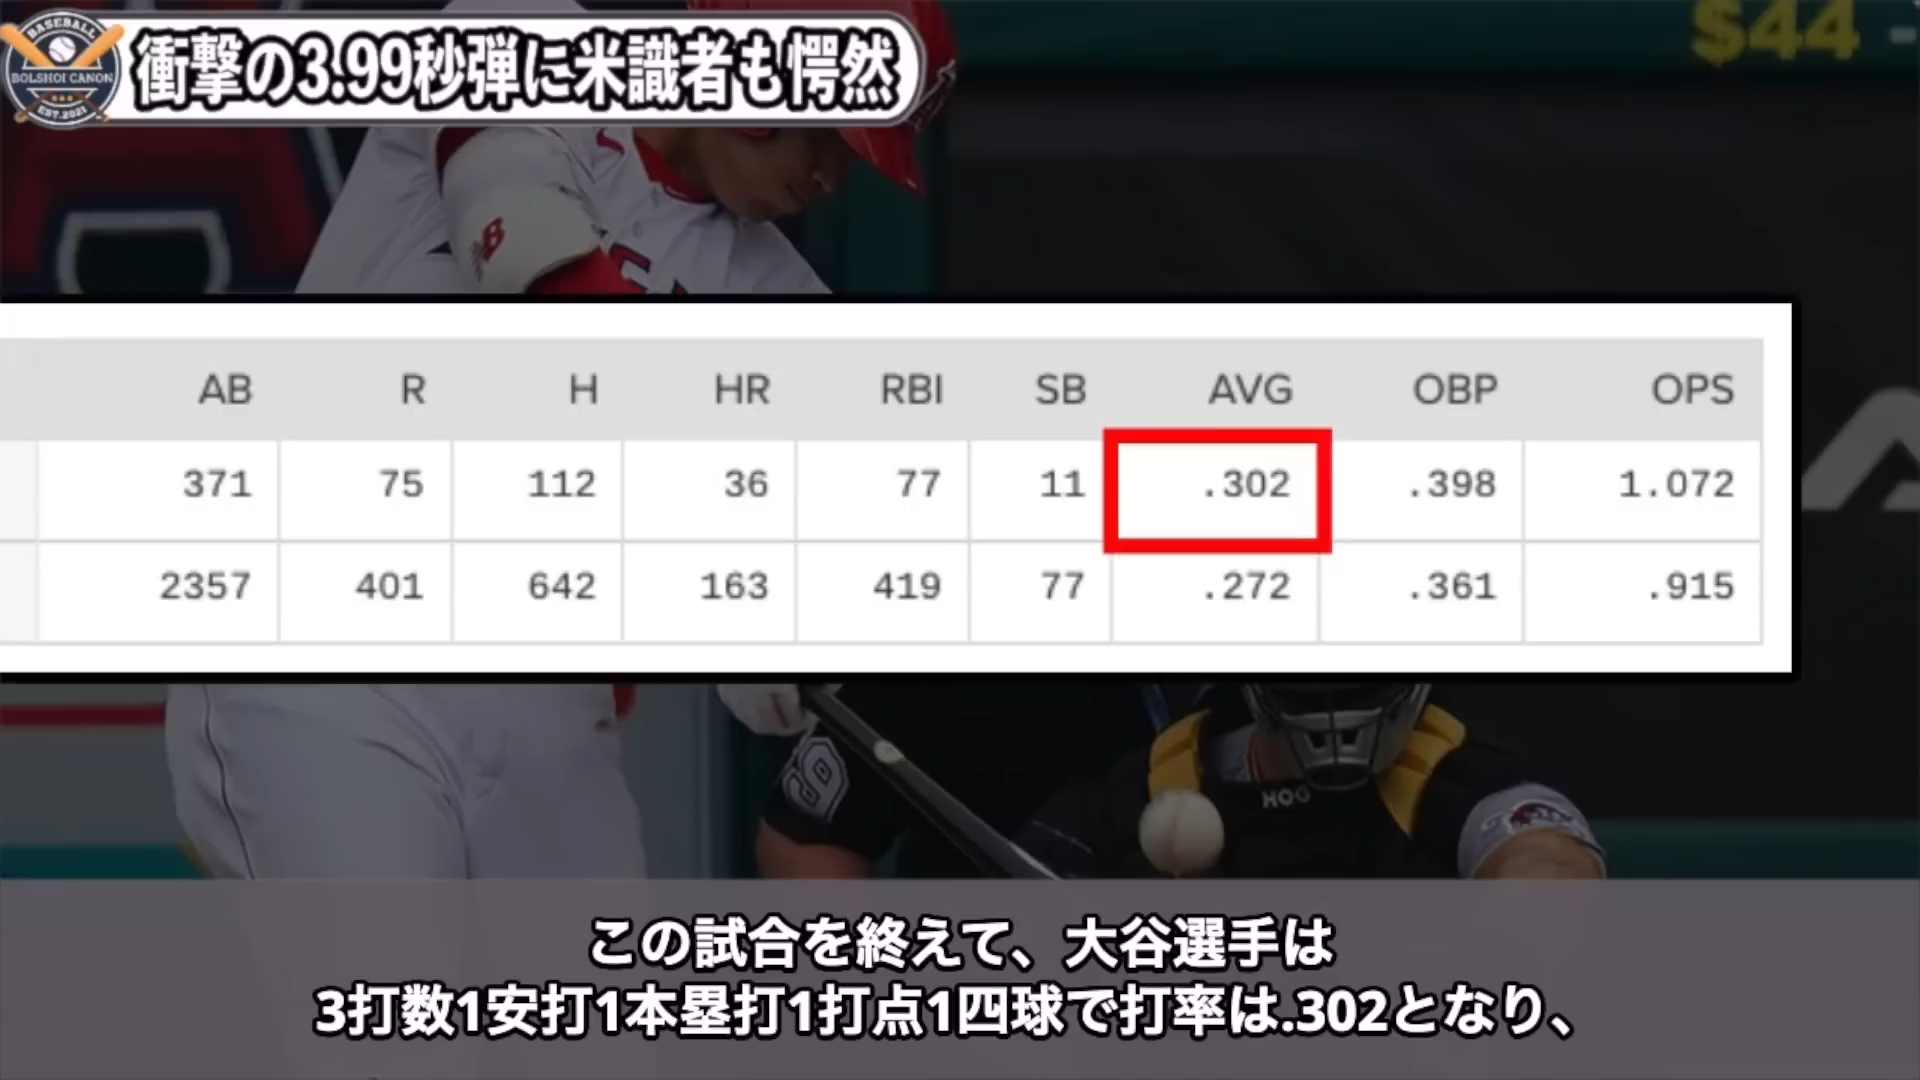 BASEBALL
BOLSHOI CANON
EST.2021
衝撃の3.99秒弾に米識者も愕然
$44
AB R H HR RBI SB AVG OBP OPS
371 75 112 36 77 11 .302 .398 1.072
2357 401 642 163 419 77 .272 .361 .915
この試合を終えて、大谷選手は
3打数1安打1本塁打1打点1四球で打率は.302となり、